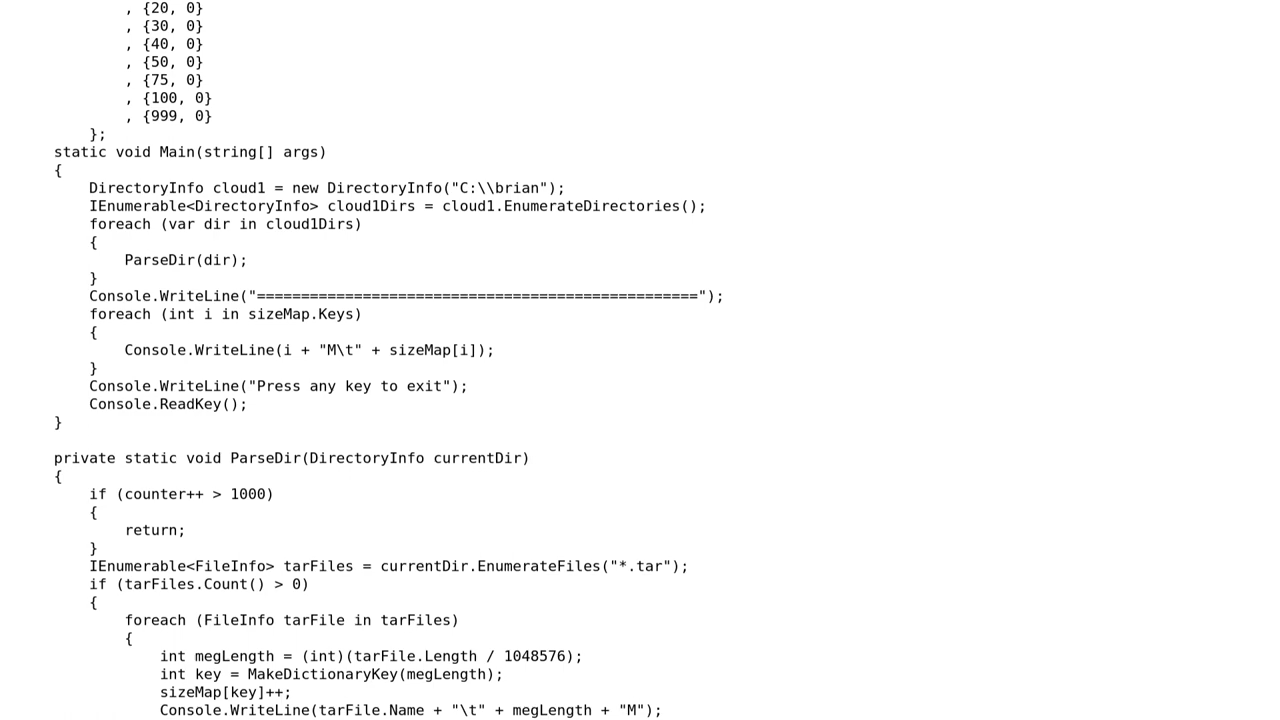 , {20, 0}
, {30, 0}
, {40, 0}
, {50, 0}
, {75, 0}
, {100, 0}
, {999, 0}
};
static void Main(string[] args)
{
DirectoryInfo cloud1 = new DirectoryInfo("C:\\brian");
IEnumerable<DirectoryInfo> cloud1Dirs = cloud1.EnumerateDirectories();
foreach (var dir in cloud1Dirs)
{
ParseDir(dir);
}
Console.WriteLine("==================================================");
foreach (int i in sizeMap.Keys)
{
Console.WriteLine(i + "M\t" + sizeMap[i]);
}
Console.WriteLine("Press any key to exit");
Console.ReadKey();
}
private static void ParseDir(DirectoryInfo currentDir)
{
if (counter++ > 1000)
{
return;
}
IEnumerable<FileInfo> tarFiles = currentDir.EnumerateFiles("*.tar");
if (tarFiles.Count() > 0)
{
foreach (FileInfo tarFile in tarFiles)
{
int megLength = (int)(tarFile.Length / 1048576);
int key = MakeDictionaryKey(megLength);
sizeMap[key]++;
Console.WriteLine(tarFile.Name + "\t" + megLength + "M");